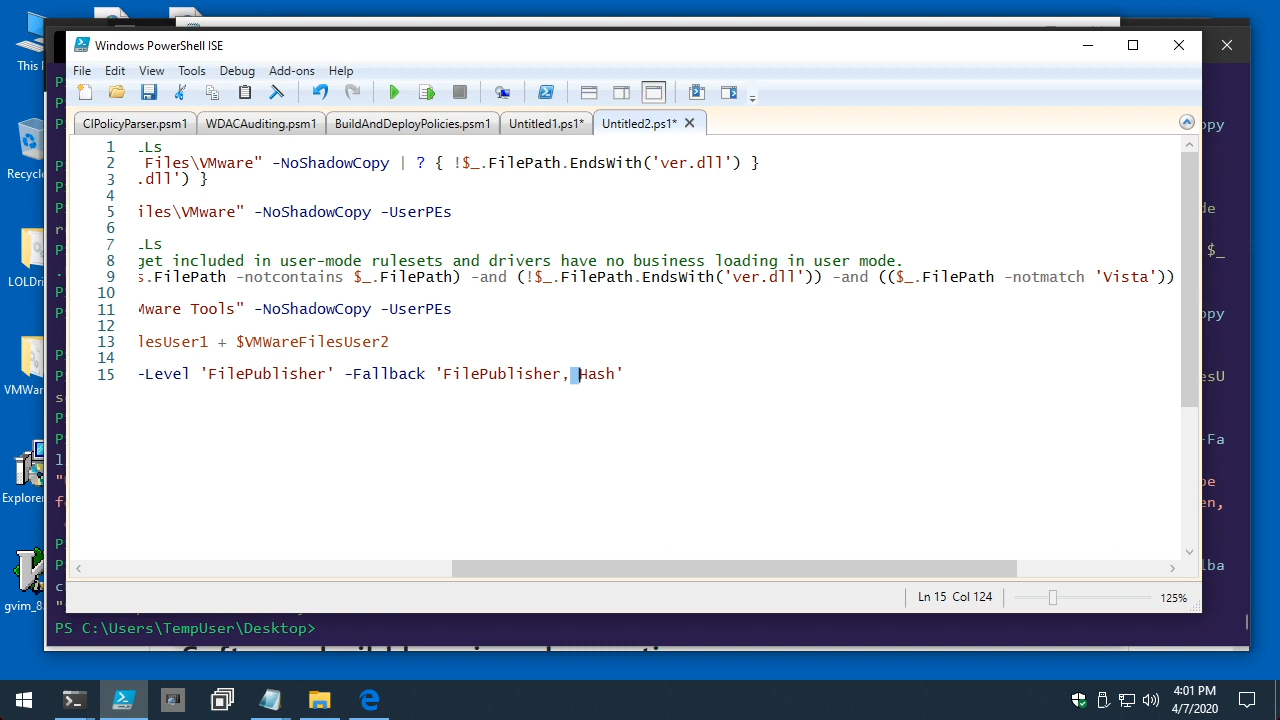 Windows PowerShell ISE
File Edit View Tools Debug Add-ons Help
CIPolicyParser.psm1 WDACAuditing.psm1 BuildAndDeployPolicies.psm1 Untitled1.ps1* Untitled2.ps1*
1 .Ls
2 Files\VMware" -NoShadowCopy | ? { !$_.FilePath.EndsWith('ver.dll') }
3 .dll') }
4
5 iles\VMware" -NoShadowCopy -UserPEs
6
7 .Ls
8 get included in user-mode rulesets and drivers have no business loading in user mode.
9 s.FilePath -notcontains $_.FilePath) -and (!$_.FilePath.EndsWith('ver.dll')) -and (($_.FilePath -notmatch 'Vista'))
10
11 Mware Tools" -NoShadowCopy -UserPEs
12
13 lesUser1 + $VMWareFilesUser2
14
15 -Level 'FilePublisher' -Fallback 'FilePublisher, Hash'
Ln 15 Col 124 125%
PS C:\Users\TempUser\Desktop>
This
Recycle
LOLDri
VMWar
Explorer
gvim_8.
4:01 PM
4/7/2020